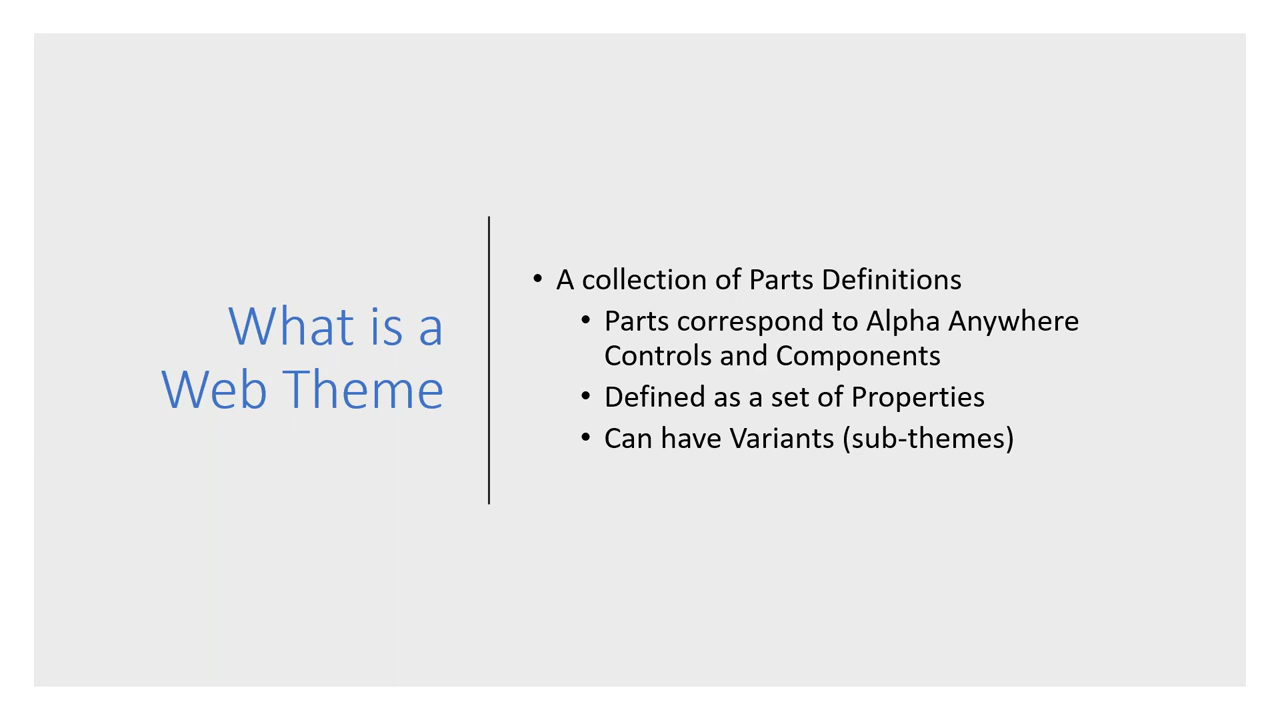 What is a
Web Theme
• A collection of Parts Definitions
• Parts correspond to Alpha Anywhere
Controls and Components
• Defined as a set of Properties
• Can have Variants (sub-themes)